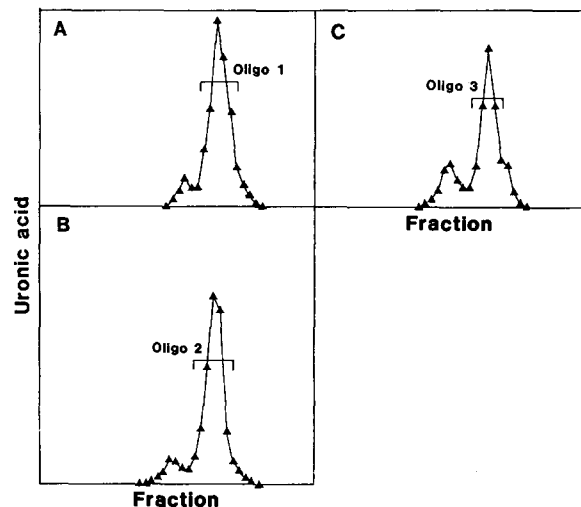 A
Oligo 1
C
Oligo 3
Fraction
B
Oligo 2
Uronic acid
Fraction